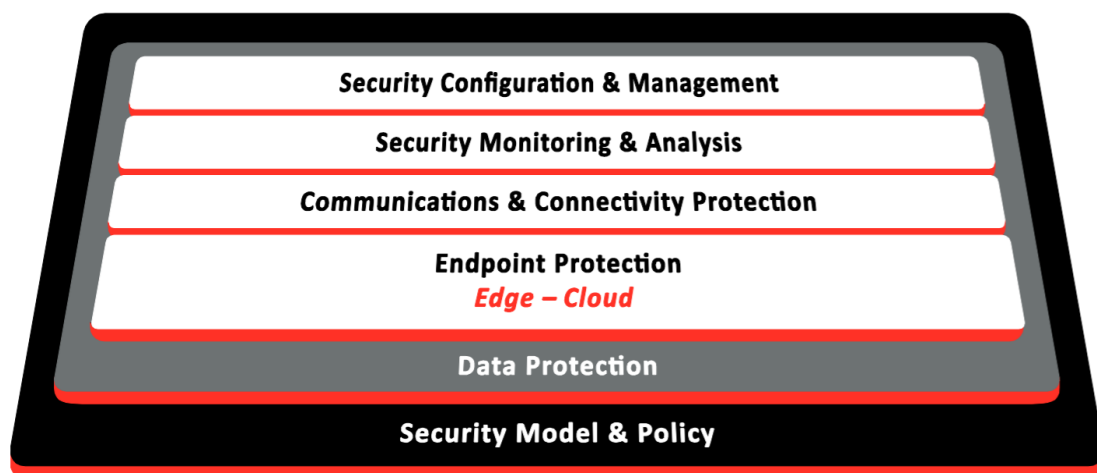 Security Configuration & Management
Security Monitoring & Analysis
Communications & Connectivity Protection
Endpoint Protection
Edge – Cloud
Data Protection
Security Model & Policy